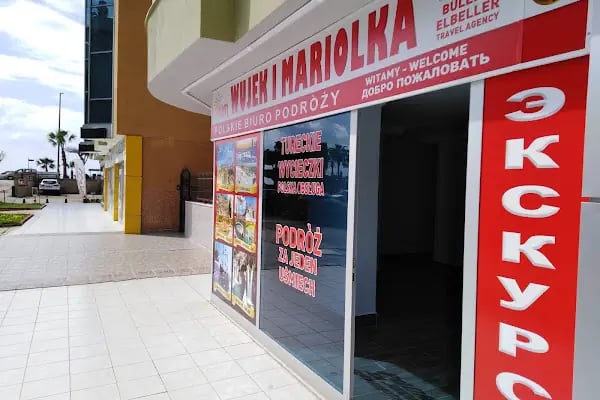 WUJEK I MARIOLKA
POLSKIE BIURO PODRÓŻY
ELBELLER
TRAVEL AGENCY
WITAMY - WELCOME
ДОБРО ПОЖАЛОВАТЬ
TURECKIE
WYCIECZKI
POLSKA OBSŁUGA
PODRÓŻ
ZA JEDEN
UŚMIECH
ЭКСКУРС